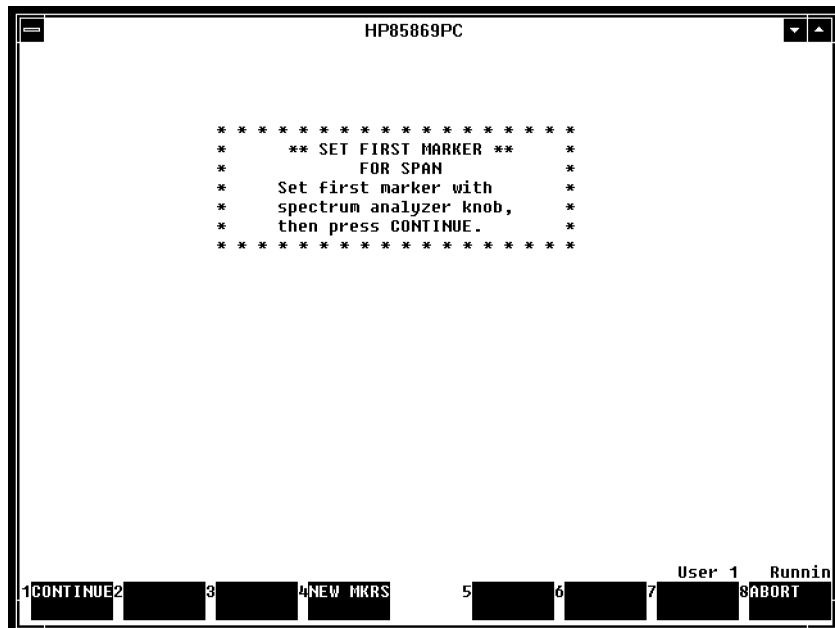 HP85869PC
* * * * * * * * * * * * * * * * * *
* ** SET FIRST MARKER ** *
* FOR SPAN *
* Set first marker with *
* spectrum analyzer knob, *
* then press CONTINUE. *
* * * * * * * * * * * * * * * * * *
User 1 Runnin
1CONTINUE2 3 4NEW MKRS 5 6 7 8ABORT